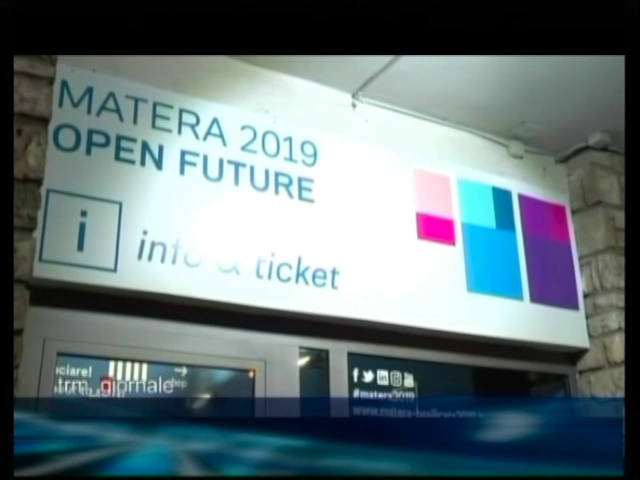 MATERA 2019
OPEN FUTURE
i
info & ticket
trm giornale
#matera2019